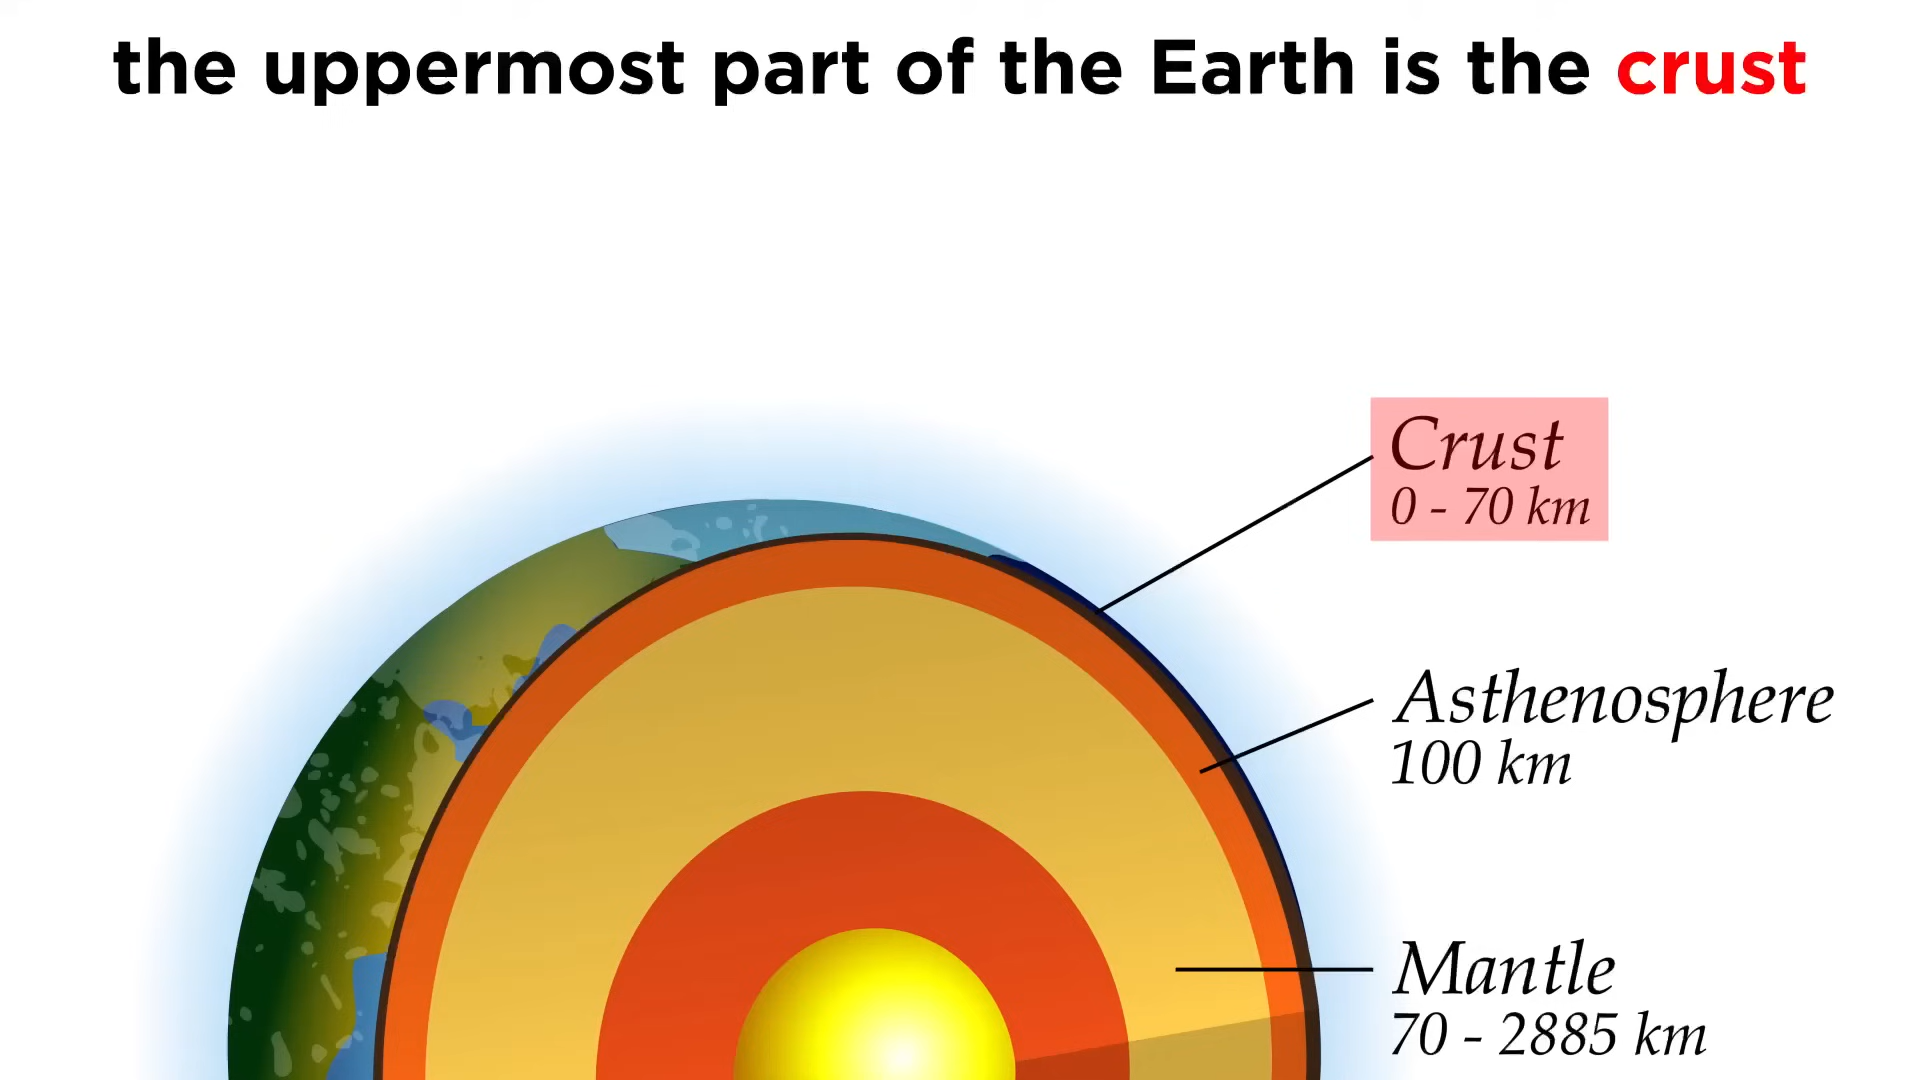 the uppermost part of the Earth is the crust
Crust
0 - 70 km
Asthenosphere
100 km
Mantle
70 - 2885 km